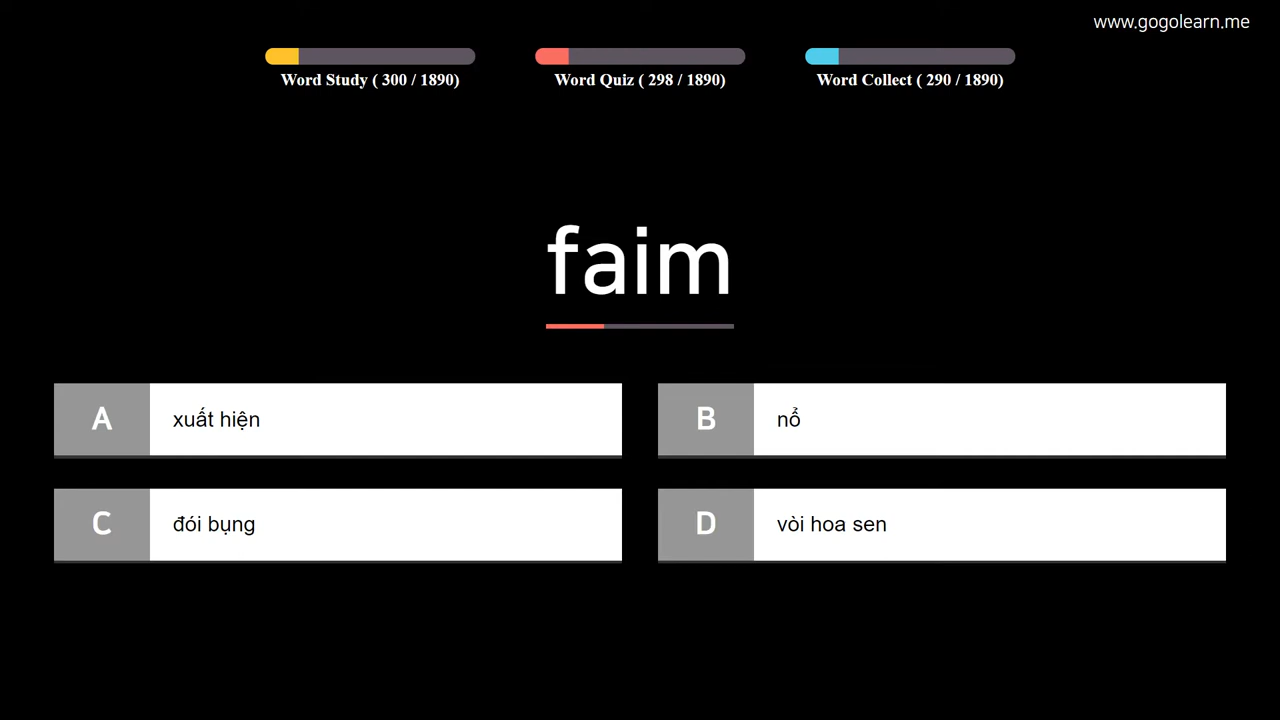 www.gogolearn.me
Word Study ( 300 / 1890)
Word Quiz ( 298 / 1890)
Word Collect ( 290 / 1890)
faim
A xuất hiện
B nổ
C đói bụng
D vòi hoa sen